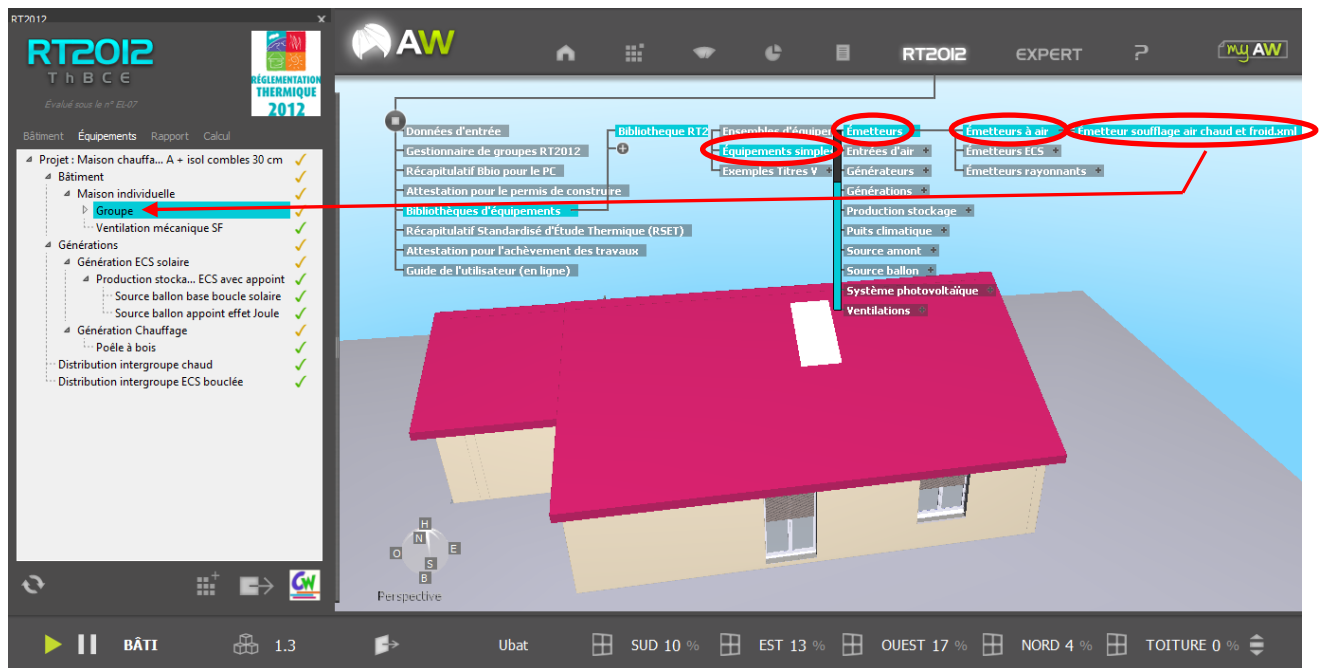 RT2012
x
RT2012
ThBCE
Évalué sous le n° EL-07
RÉGLEMENTATION
THERMIQUE
2012
AW
RT2012
EXPERT
?
my AW
Bâtiment Équipements Rapport Calcul
Projet : Maison chauffa... A + isol combles 30 cm
Bâtiment
Maison individuelle
Groupe
Ventilation mécanique SF
Générations
Génération ECS solaire
Production stocka... ECS avec appoint
Source ballon base boucle solaire
Source ballon appoint effet Joule
Génération Chauffage
Poêle à bois
Distribution intergroupe chaud
Distribution intergroupe ECS bouclée
Données d'entrée
Gestionnaire de groupes RT2012
Récapitulatif Bbio pour le PC
Attestation pour le permis de construire
Bibliothèques d'équipements
Récapitulatif Standardisé d'Étude Thermique (RSET)
Attestation pour l'achèvement des travaux
Guide de l'utilisateur (en ligne)
Bibliotheque RT2
Ensembles d'équipe
Équipements simple
Exemples Titres V +
Émetteurs
Entrées d'air +
Générateurs +
Générations +
Production stockage +
Puits climatique +
Source amont +
Source ballon +
Système photovoltaïque
Ventilations
Émetteurs à air
Émetteurs ECS +
Émetteurs rayonnants +
Émetteur soufflage air chaud et froid.xml
H
N
O
E
S
B
Perspective
CW
BÂTI
1.3
Ubat
SUD 10 %
EST 13 %
OUEST 17 %
NORD 4 %
TOITURE 0 %